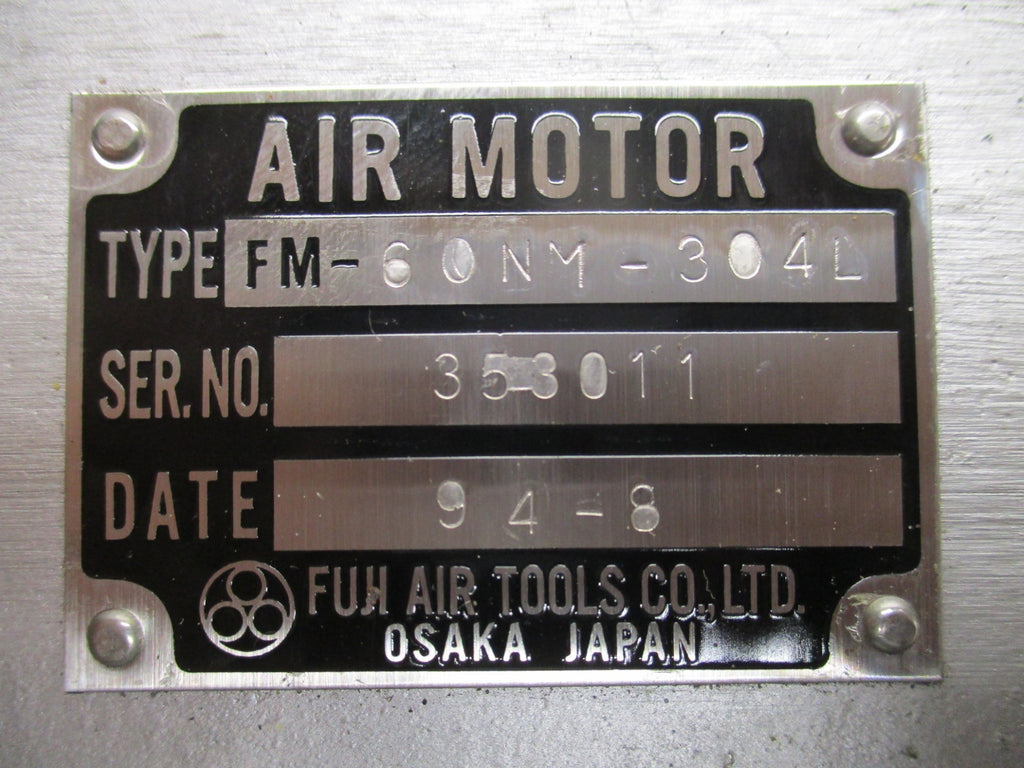 AIR MOTOR
TYPE FM-60NM-304L
SER. NO. 353011
DATE 94-8
FUJI AIR TOOLS CO., LTD.
OSAKA JAPAN